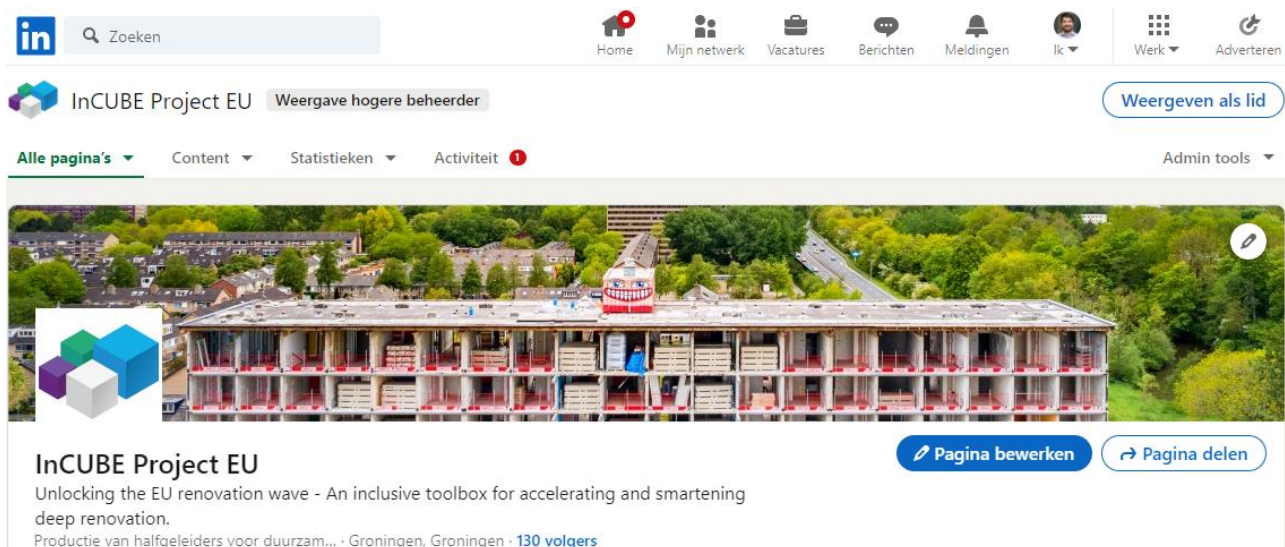 in
Zoeken
Home
Mijn netwerk
Vacatures
Berichten
Meldingen
Ik
Werk
Adverteren
InCUBE Project EU
Weergave hogere beheerder
Weergeven als lid
Alle pagina's
Content
Statistieken
Activiteit
1
Admin tools
Pagina bewerken
Pagina delen
InCUBE Project EU
Unlocking the EU renovation wave - An inclusive toolbox for accelerating and smartening
deep renovation.
Productie van halfgeleiders voor duurzam... · Groningen, Groningen · 130 volgers